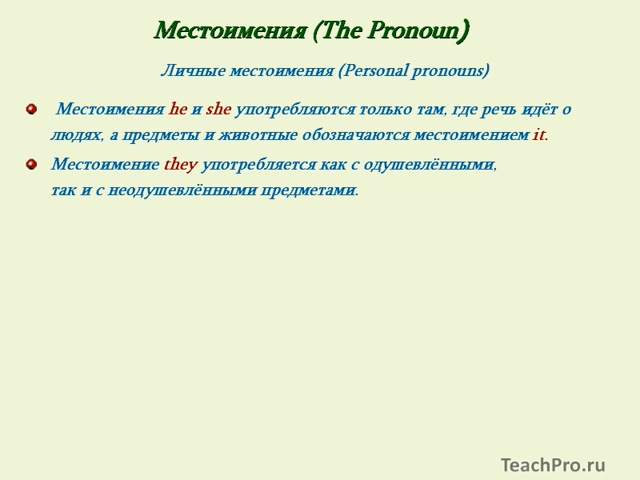 Местоимения (The Pronoun)
Личные местоимения (Personal pronouns)
Местоимения he и she употребляются только там, где речь идёт о
людях, а предметы и животные обозначаются местоимением it.
Местоимение they употребляется как с одушевлёнными,
так и с неодушевлёнными предметами.
TeachPro.ru